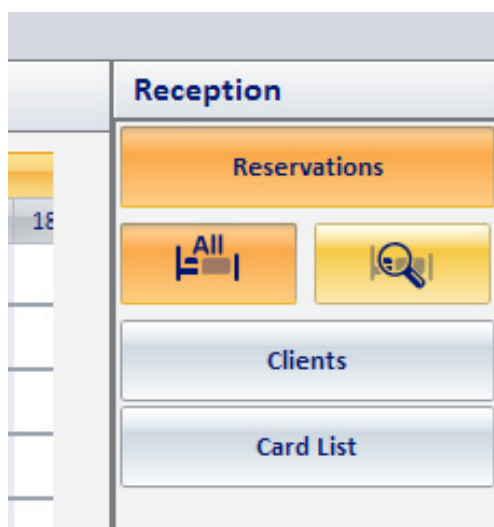 Reception
Reservations
18
All
Clients
Card List